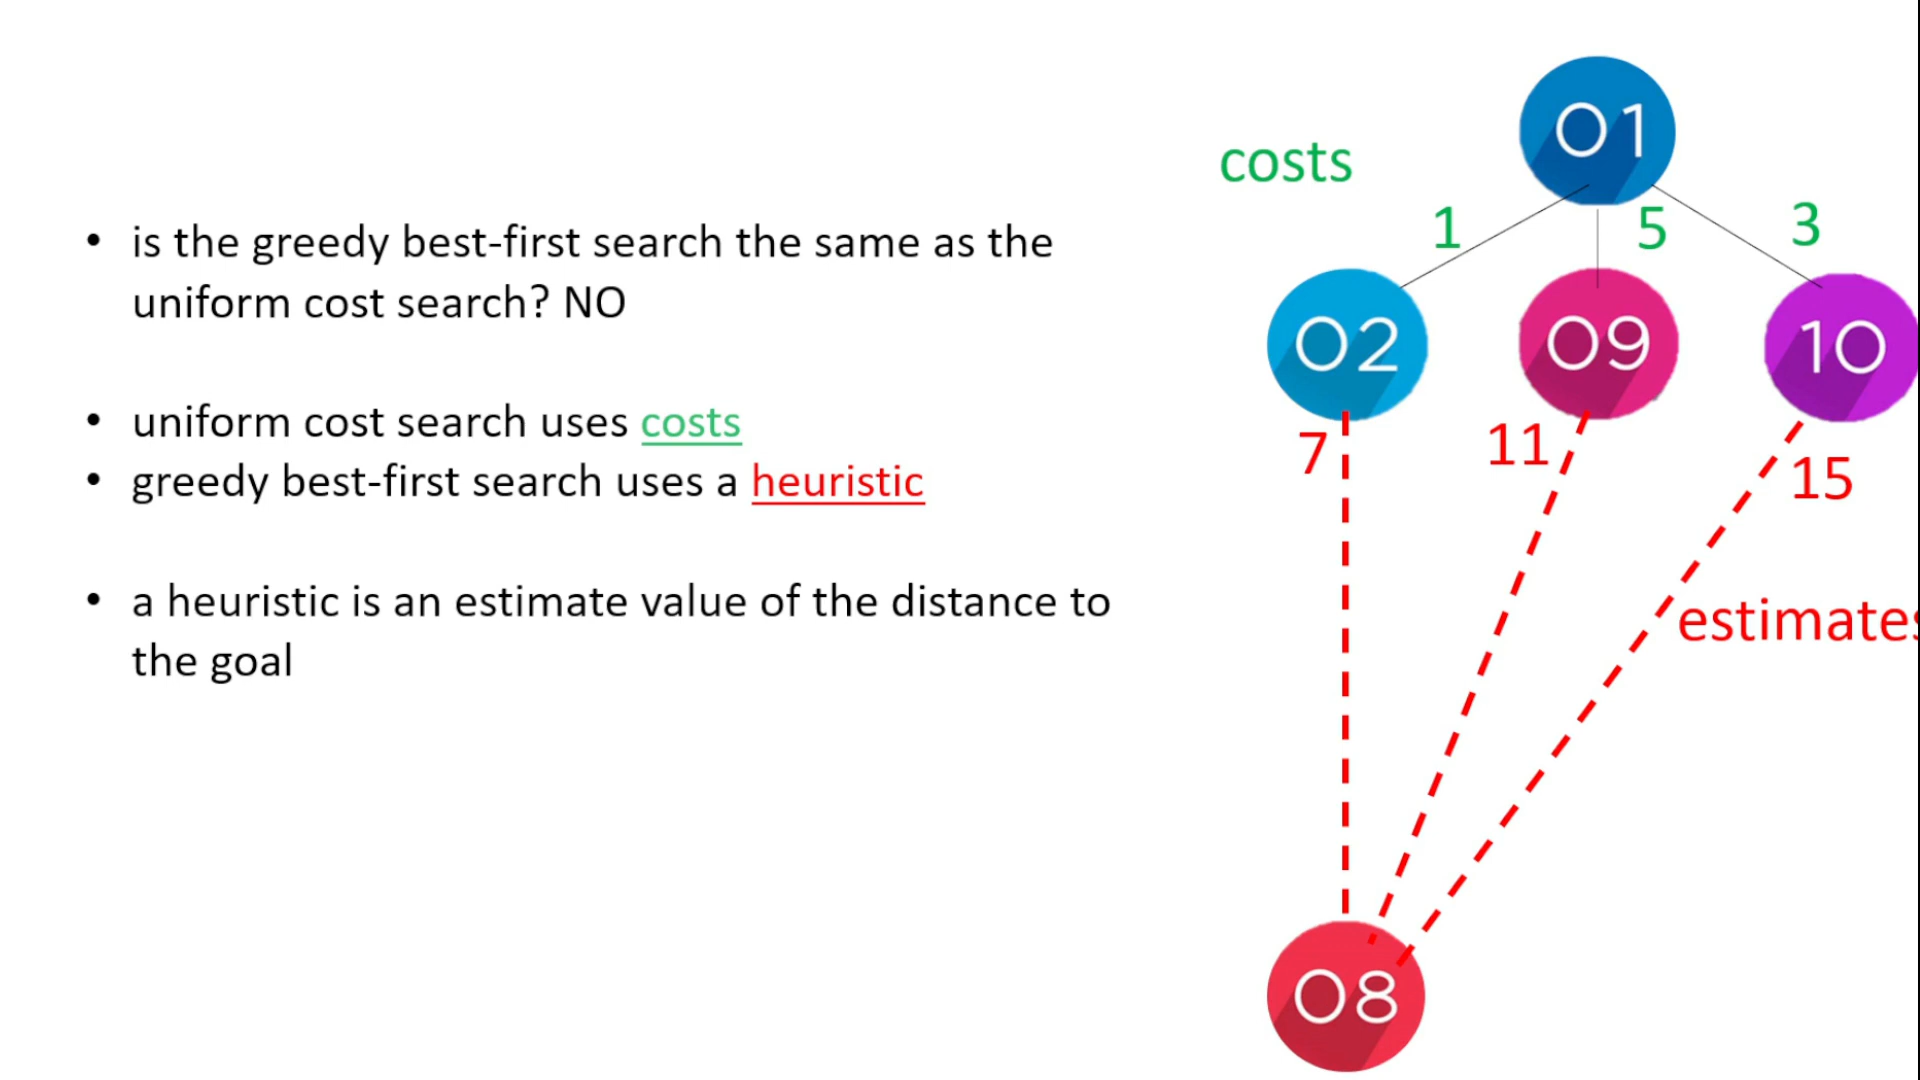 • is the greedy best-first search the same as the
uniform cost search? NO
• uniform cost search uses costs
• greedy best-first search uses a heuristic
• a heuristic is an estimate value of the distance to
the goal
01
costs
1
5
3
02
09
10
7
11
15
estimates
08